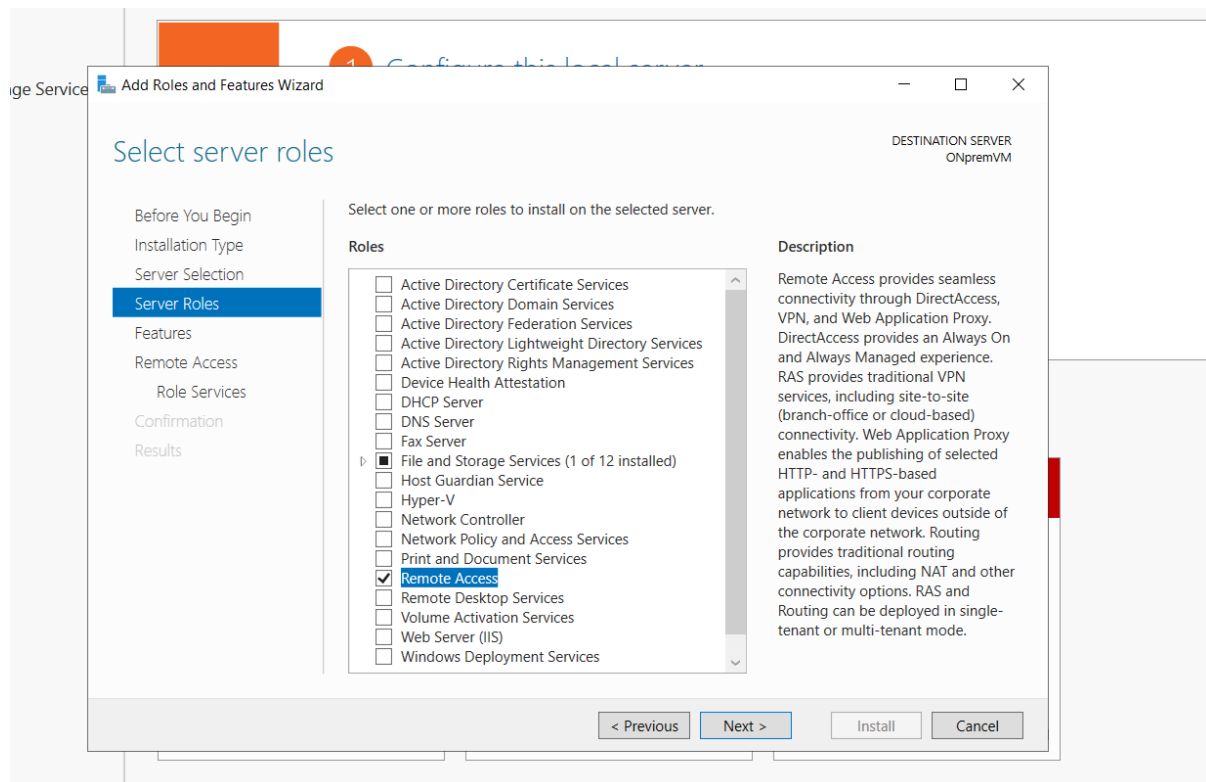 1 Configure this local server
ge Service
Add Roles and Features Wizard
Select server roles
DESTINATION SERVER
ONpremVM
Before You Begin
Installation Type
Server Selection
Server Roles
Features
Remote Access
Role Services
Confirmation
Results
Select one or more roles to install on the selected server.
Roles
Active Directory Certificate Services
Active Directory Domain Services
Active Directory Federation Services
Active Directory Lightweight Directory Services
Active Directory Rights Management Services
Device Health Attestation
DHCP Server
DNS Server
Fax Server
File and Storage Services (1 of 12 installed)
Host Guardian Service
Hyper-V
Network Controller
Network Policy and Access Services
Print and Document Services
Remote Access
Remote Desktop Services
Volume Activation Services
Web Server (IIS)
Windows Deployment Services
Description
Remote Access provides seamless
connectivity through DirectAccess,
VPN, and Web Application Proxy.
DirectAccess provides an Always On
and Always Managed experience.
RAS provides traditional VPN
services, including site-to-site
(branch-office or cloud-based)
connectivity. Web Application Proxy
enables the publishing of selected
HTTP- and HTTPS-based
applications from your corporate
network to client devices outside of
the corporate network. Routing
provides traditional routing
capabilities, including NAT and other
connectivity options. RAS and
Routing can be deployed in single-
tenant or multi-tenant mode.
< Previous
Next >
Install
Cancel